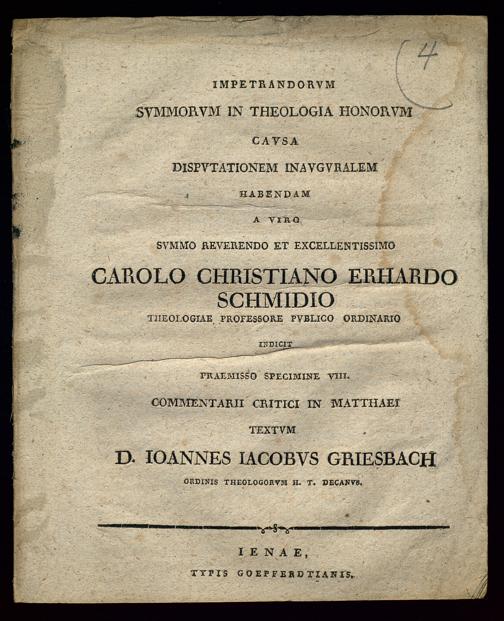 4
IMPETRANDORVM
SVMMORVM IN THEOLOGIA HONORVM
CAVSA
DISPVTATIONEM INAVGVRALEM
HABENDAM
A VIRO
SVMMO REVERENDO ET EXCELLENTISSIMO
CAROLO CHRISTIANO ERHARDO
SCHMIDIO
THEOLOGIAE PROFESSORE PVBLICO ORDINARIO
INDICIT
PRAEMISSO SPECIMINE VIII.
COMMENTARII CRITICI IN MATTHAEI
TEXTVM
D. IOANNES IACOBVS GRIESBACH
ORDINIS THEOLOGORVM H. T. DECANVS.
IENAE,
TYPIS GOEPFERDTIANIS.